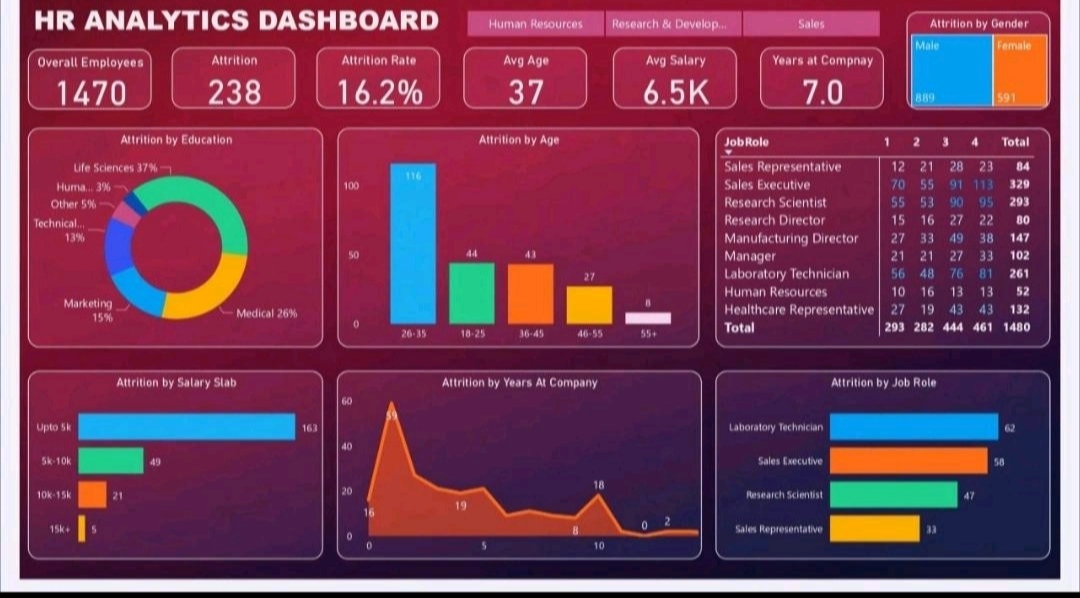 HR ANALYTICS DASHBOARD
Human Resources
Research & Develop...
Sales
Attrition by Gender
Male
Female
889
591
Overall Employees
1470
Attrition
238
Attrition Rate
16.2%
Avg Age
37
Avg Salary
6.5K
Years at Compnay
7.0
Attrition by Education
Life Sciences 37%
Huma... 3%
Other 5%
Technical...
13%
Marketing
15%
Medical 26%
Attrition by Age
100
50
0
116
44
43
27
8
26-35
18-25
36-45
46-55
55+
JobRole 1 2 3 4 Total
Sales Representative 12 21 28 23 84
Sales Executive 70 55 91 113 329
Research Scientist 55 53 90 95 293
Research Director 15 16 27 22 80
Manufacturing Director 27 33 49 38 147
Manager 21 21 27 33 102
Laboratory Technician 56 48 76 81 261
Human Resources 10 16 13 13 52
Healthcare Representative 27 19 43 43 132
Total 293 282 444 461 1480
Attrition by Salary Slab
Upto 5k 163
5k-10k 49
10k-15k 21
15k+ 5
Attrition by Years At Company
60
40
20
0
59
16
19
8
18
0
2
0
5
10
Attrition by Job Role
Laboratory Technician 62
Sales Executive 58
Research Scientist 47
Sales Representative 33